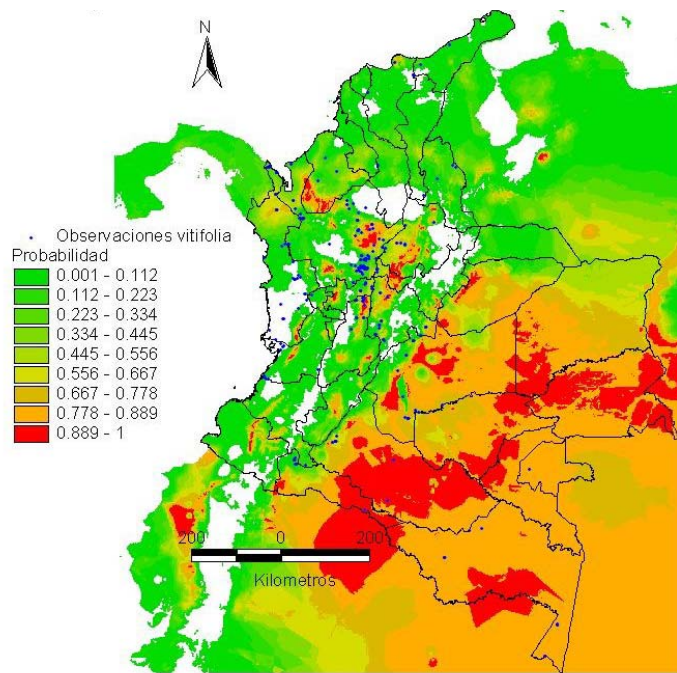 N
Observaciones vitifolia
Probabilidad
0.001 - 0.112
0.112 - 0.223
0.223 - 0.334
0.334 - 0.445
0.445 - 0.556
0.556 - 0.667
0.667 - 0.778
0.778 - 0.889
0.889 - 1
200 0 200
Kilometros